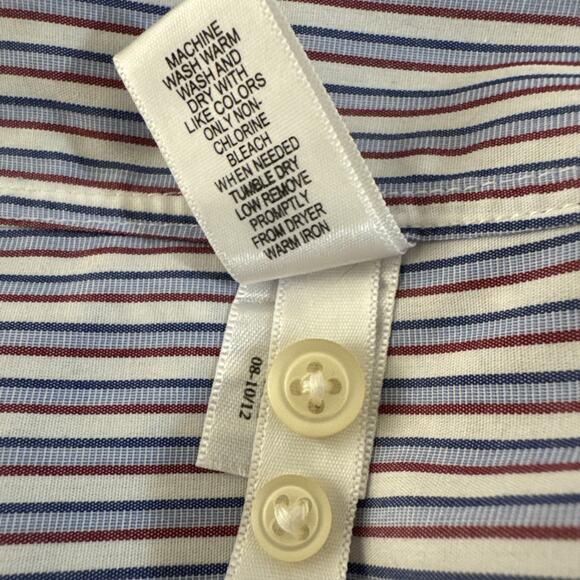 MACHINE
WASH WARM
WASH AND
DRY WITH
LIKE COLORS
ONLY NON-
CHLORINE
BLEACH
WHEN NEEDED
TUMBLE DRY
LOW REMOVE
PROMPTLY
FROM DRYER
WARM IRON
08-10/12